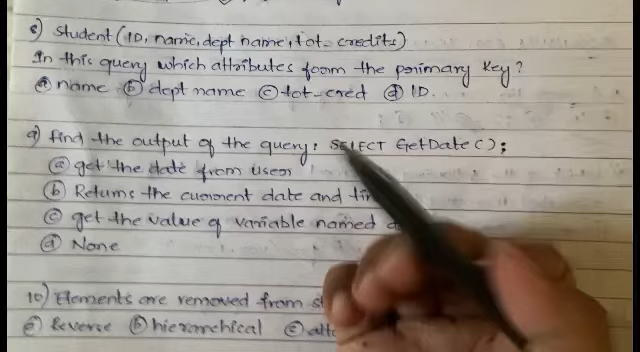 8) Student (ID, name, dept name, tot_credits)
In this query which attributes form the primary key?
ⓐ name ⓑ dept name ⓒ tot_cred ⓓ ID.
9) find the output of the query: SELECT GetDate();
ⓐ get the date from user
ⓑ Returns the current date and
ⓒ get the value of variable named
ⓓ None
10) Elements are removed from
ⓐ Reverse ⓑ hierarchical ⓒ